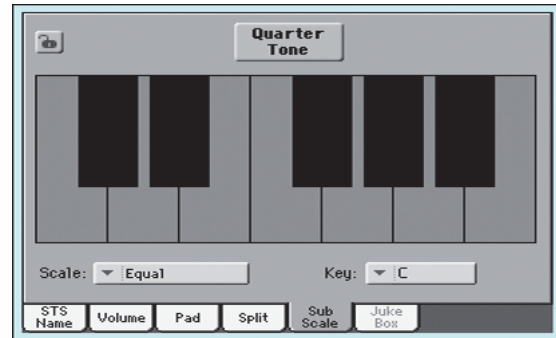 Quarter
Tone
Scale: Equal Key: C
STS
Name
Volume
Pad
Split
Sub
Scale
Juke
Box